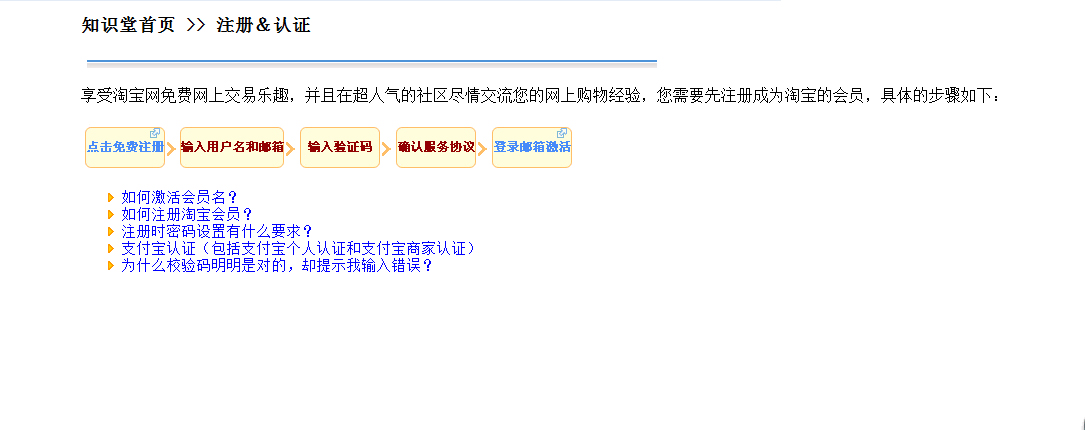 知识堂首页 >> 注册＆认证
享受淘宝网免费网上交易乐趣，并且在超人气的社区尽情交流您的网上购物经验，您需要先注册成为淘宝的会员，具体的步骤如下：
点击免费注册 输入用户名和邮箱 输入验证码 确认服务协议 登录邮箱激活
如何激活会员名？
如何注册淘宝会员？
注册时密码设置有什么要求？
支付宝认证（包括支付宝个人认证和支付宝商家认证）
为什么校验码明明是对的，却提示我输入错误？